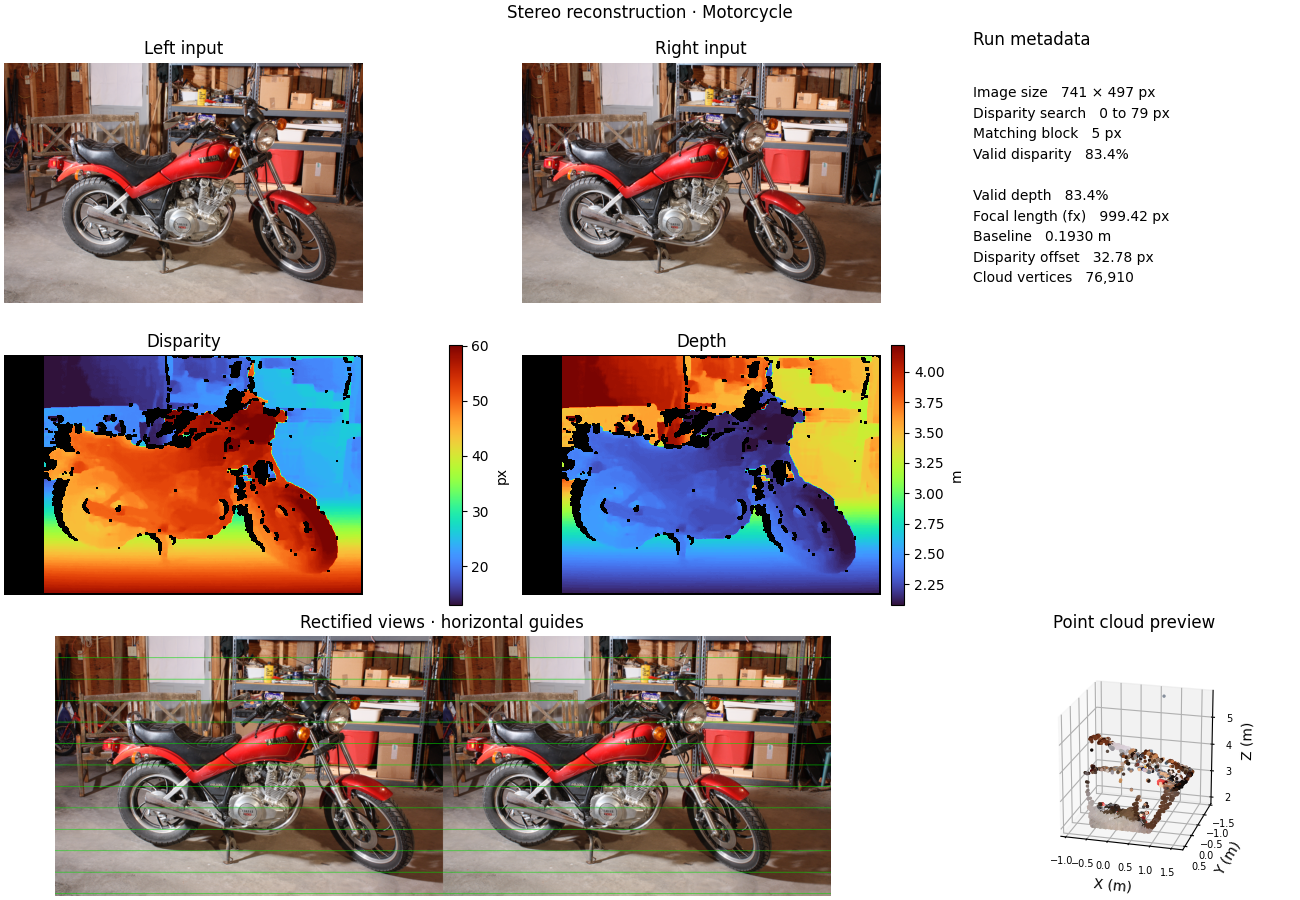 Stereo reconstruction · Motorcycle
Left input
Right input
Run metadata
Image size 741 × 497 px
Disparity search 0 to 79 px
Matching block 5 px
Valid disparity 83.4%
Valid depth 83.4%
Focal length (fx) 999.42 px
Baseline 0.1930 m
Disparity offset 32.78 px
Cloud vertices 76,910
Disparity
60
50
40
30
20
px
Depth
4.00
3.75
3.50
3.25
3.00
2.75
2.50
2.25
m
Rectified views · horizontal guides
Point cloud preview
5
4
3
2
Z (m)
−1.5
−1.0
−0.5
0.0
0.5
Y (m)
−1.0
−0.5
0.0
0.5
1.0
1.5
X (m)